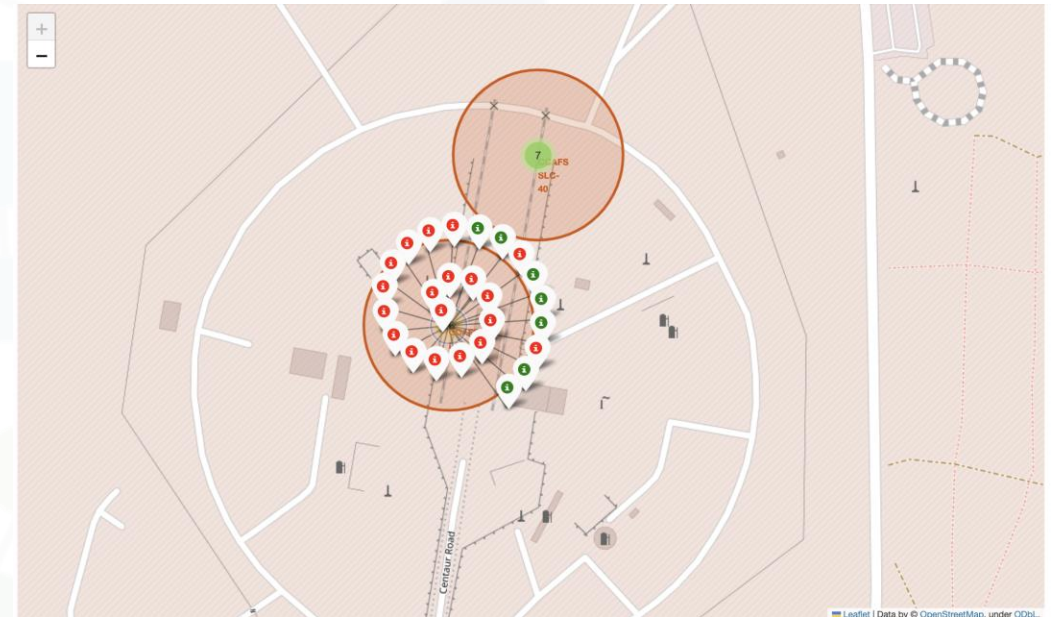 +
−
7
AFS
SLC-
40
Centaur Road
Leaflet | Data by © OpenStreetMap, under ODbL.